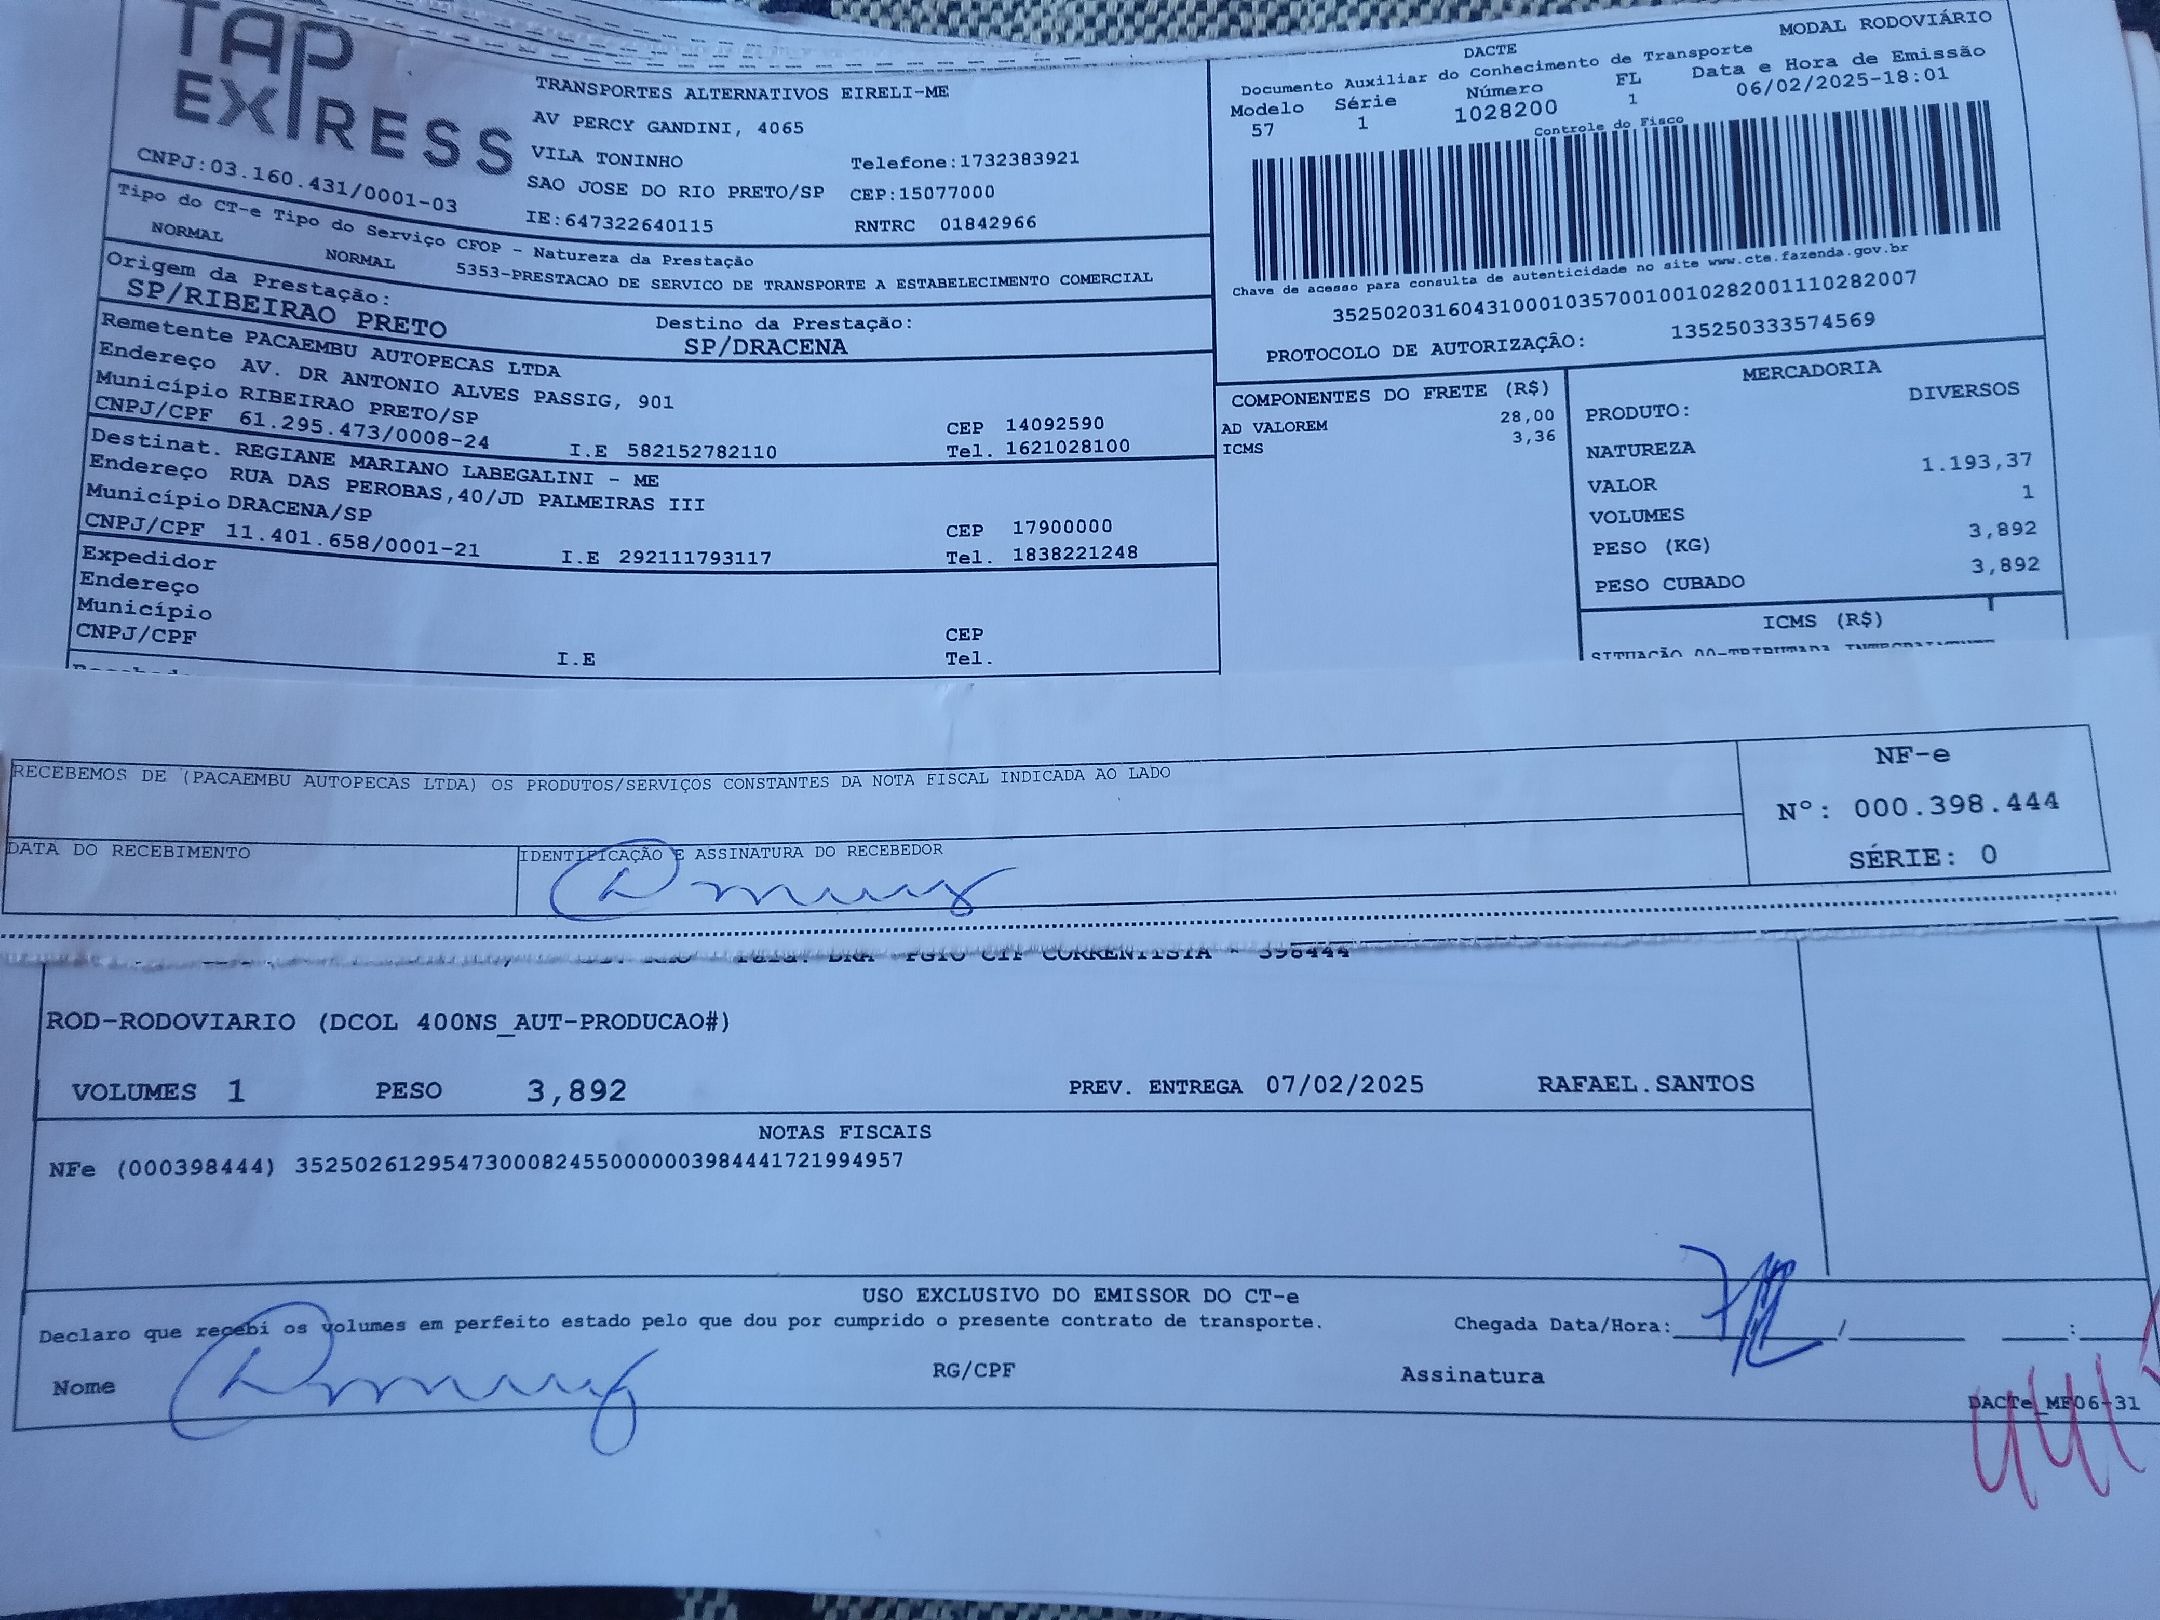 TAP
EXPRESS
CNPJ:03.160.431/0001-03
TRANSPORTES ALTERNATIVOS EIRELI-ME
AV PERCY GANDINI, 4065
VILA TONINHO
Telefone:1732383921
SAO JOSE DO RIO PRETO/SP
CEP:15077000
IE:647322640115
RNTRC 01842966
MODAL RODOVIÁRIO
DACTE
Documento Auxiliar do Conhecimento de Transporte
Modelo Série Número FL Data e Hora de Emissão
57 1 1028200 1 06/02/2025-18:01
Controle do Fisco
Chave de acesso para consulta de autenticidade no site www.cte.fazenda.gov.br
35250203160431000103570010010282001110282007
PROTOCOLO DE AUTORIZAÇÃO: 135250333574569
Tipo do CT-e Tipo do Serviço CFOP - Natureza da Prestação
NORMAL NORMAL 5353-PRESTACAO DE SERVICO DE TRANSPORTE A ESTABELECIMENTO COMERCIAL
Origem da Prestação:
SP/RIBEIRAO PRETO
Destino da Prestação:
SP/DRACENA
Remetente PACAEMBU AUTOPECAS LTDA
Endereço AV. DR ANTONIO ALVES PASSIG, 901
Município RIBEIRAO PRETO/SP CEP 14092590
CNPJ/CPF 61.295.473/0008-24 I.E 582152782110 Tel. 1621028100
Destinat. REGIANE MARIANO LABEGALINI - ME
Endereço RUA DAS PEROBAS,40/JD PALMEIRAS III
Município DRACENA/SP CEP 17900000
CNPJ/CPF 11.401.658/0001-21 I.E 292111793117 Tel. 1838221248
Expedidor
Endereço
Município CEP
CNPJ/CPF I.E Tel.
COMPONENTES DO FRETE (R$)
AD VALOREM 28,00
ICMS 3,36
MERCADORIA
PRODUTO: DIVERSOS
NATUREZA
VALOR 1.193,37
VOLUMES 1
PESO (KG) 3,892
PESO CUBADO 3,892
ICMS (R$)
RECEBEMOS DE (PACAEMBU AUTOPECAS LTDA) OS PRODUTOS/SERVIÇOS CONSTANTES DA NOTA FISCAL INDICADA AO LADO
DATA DO RECEBIMENTO
IDENTIFICAÇÃO E ASSINATURA DO RECEBEDOR
NF-e
Nº: 000.398.444
SÉRIE: 0
CORRENTISTA - 398444
ROD-RODOVIARIO (DCOL 400NS_AUT-PRODUCAO#)
VOLUMES 1 PESO 3,892 PREV. ENTREGA 07/02/2025 RAFAEL.SANTOS
NOTAS FISCAIS
NFe (000398444) 35250261295473000824550000003984441721994957
USO EXCLUSIVO DO EMISSOR DO CT-e
Declaro que recebi os volumes em perfeito estado pelo que dou por cumprido o presente contrato de transporte.
Chegada Data/Hora:
Nome RG/CPF Assinatura
DACTe_MF06-31